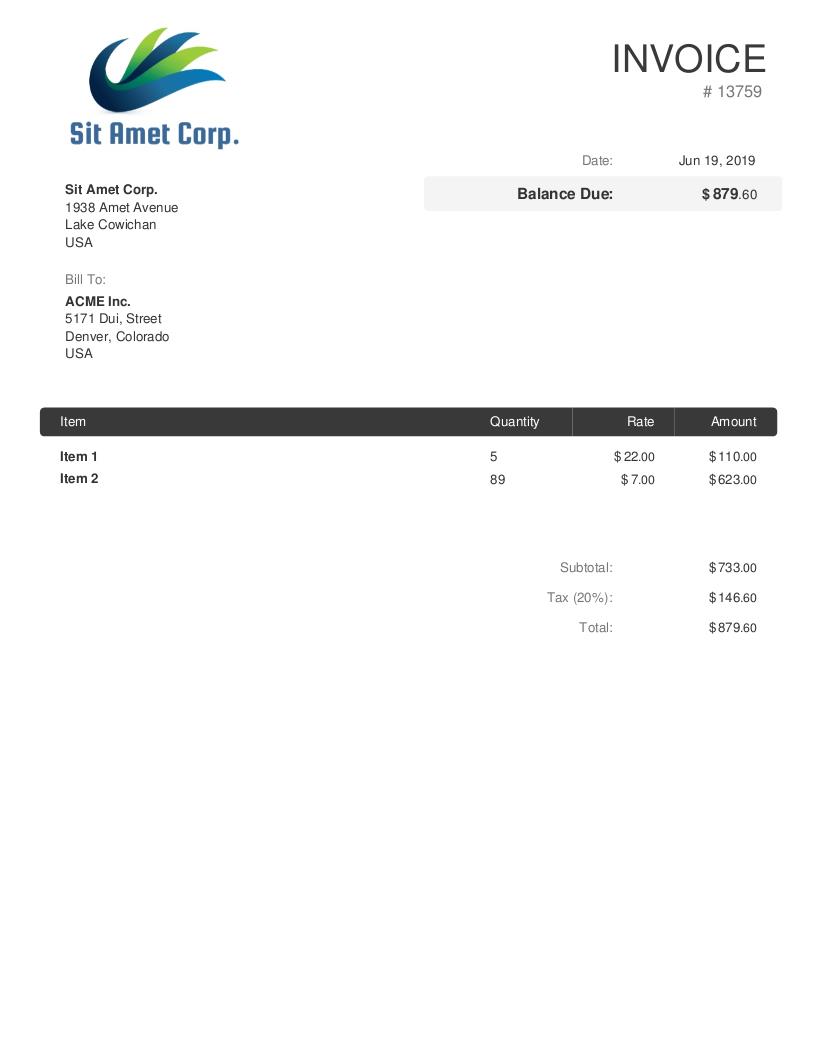 Sit Amet Corp.
INVOICE
# 13759
Date: Jun 19, 2019
Balance Due: $ 879.60
Sit Amet Corp.
1938 Amet Avenue
Lake Cowichan
USA
Bill To:
ACME Inc.
5171 Dui, Street
Denver, Colorado
USA
Item Quantity Rate Amount
Item 1 5 $ 22.00 $ 110.00
Item 2 89 $ 7.00 $ 623.00
Subtotal: $ 733.00
Tax (20%): $ 146.60
Total: $ 879.60